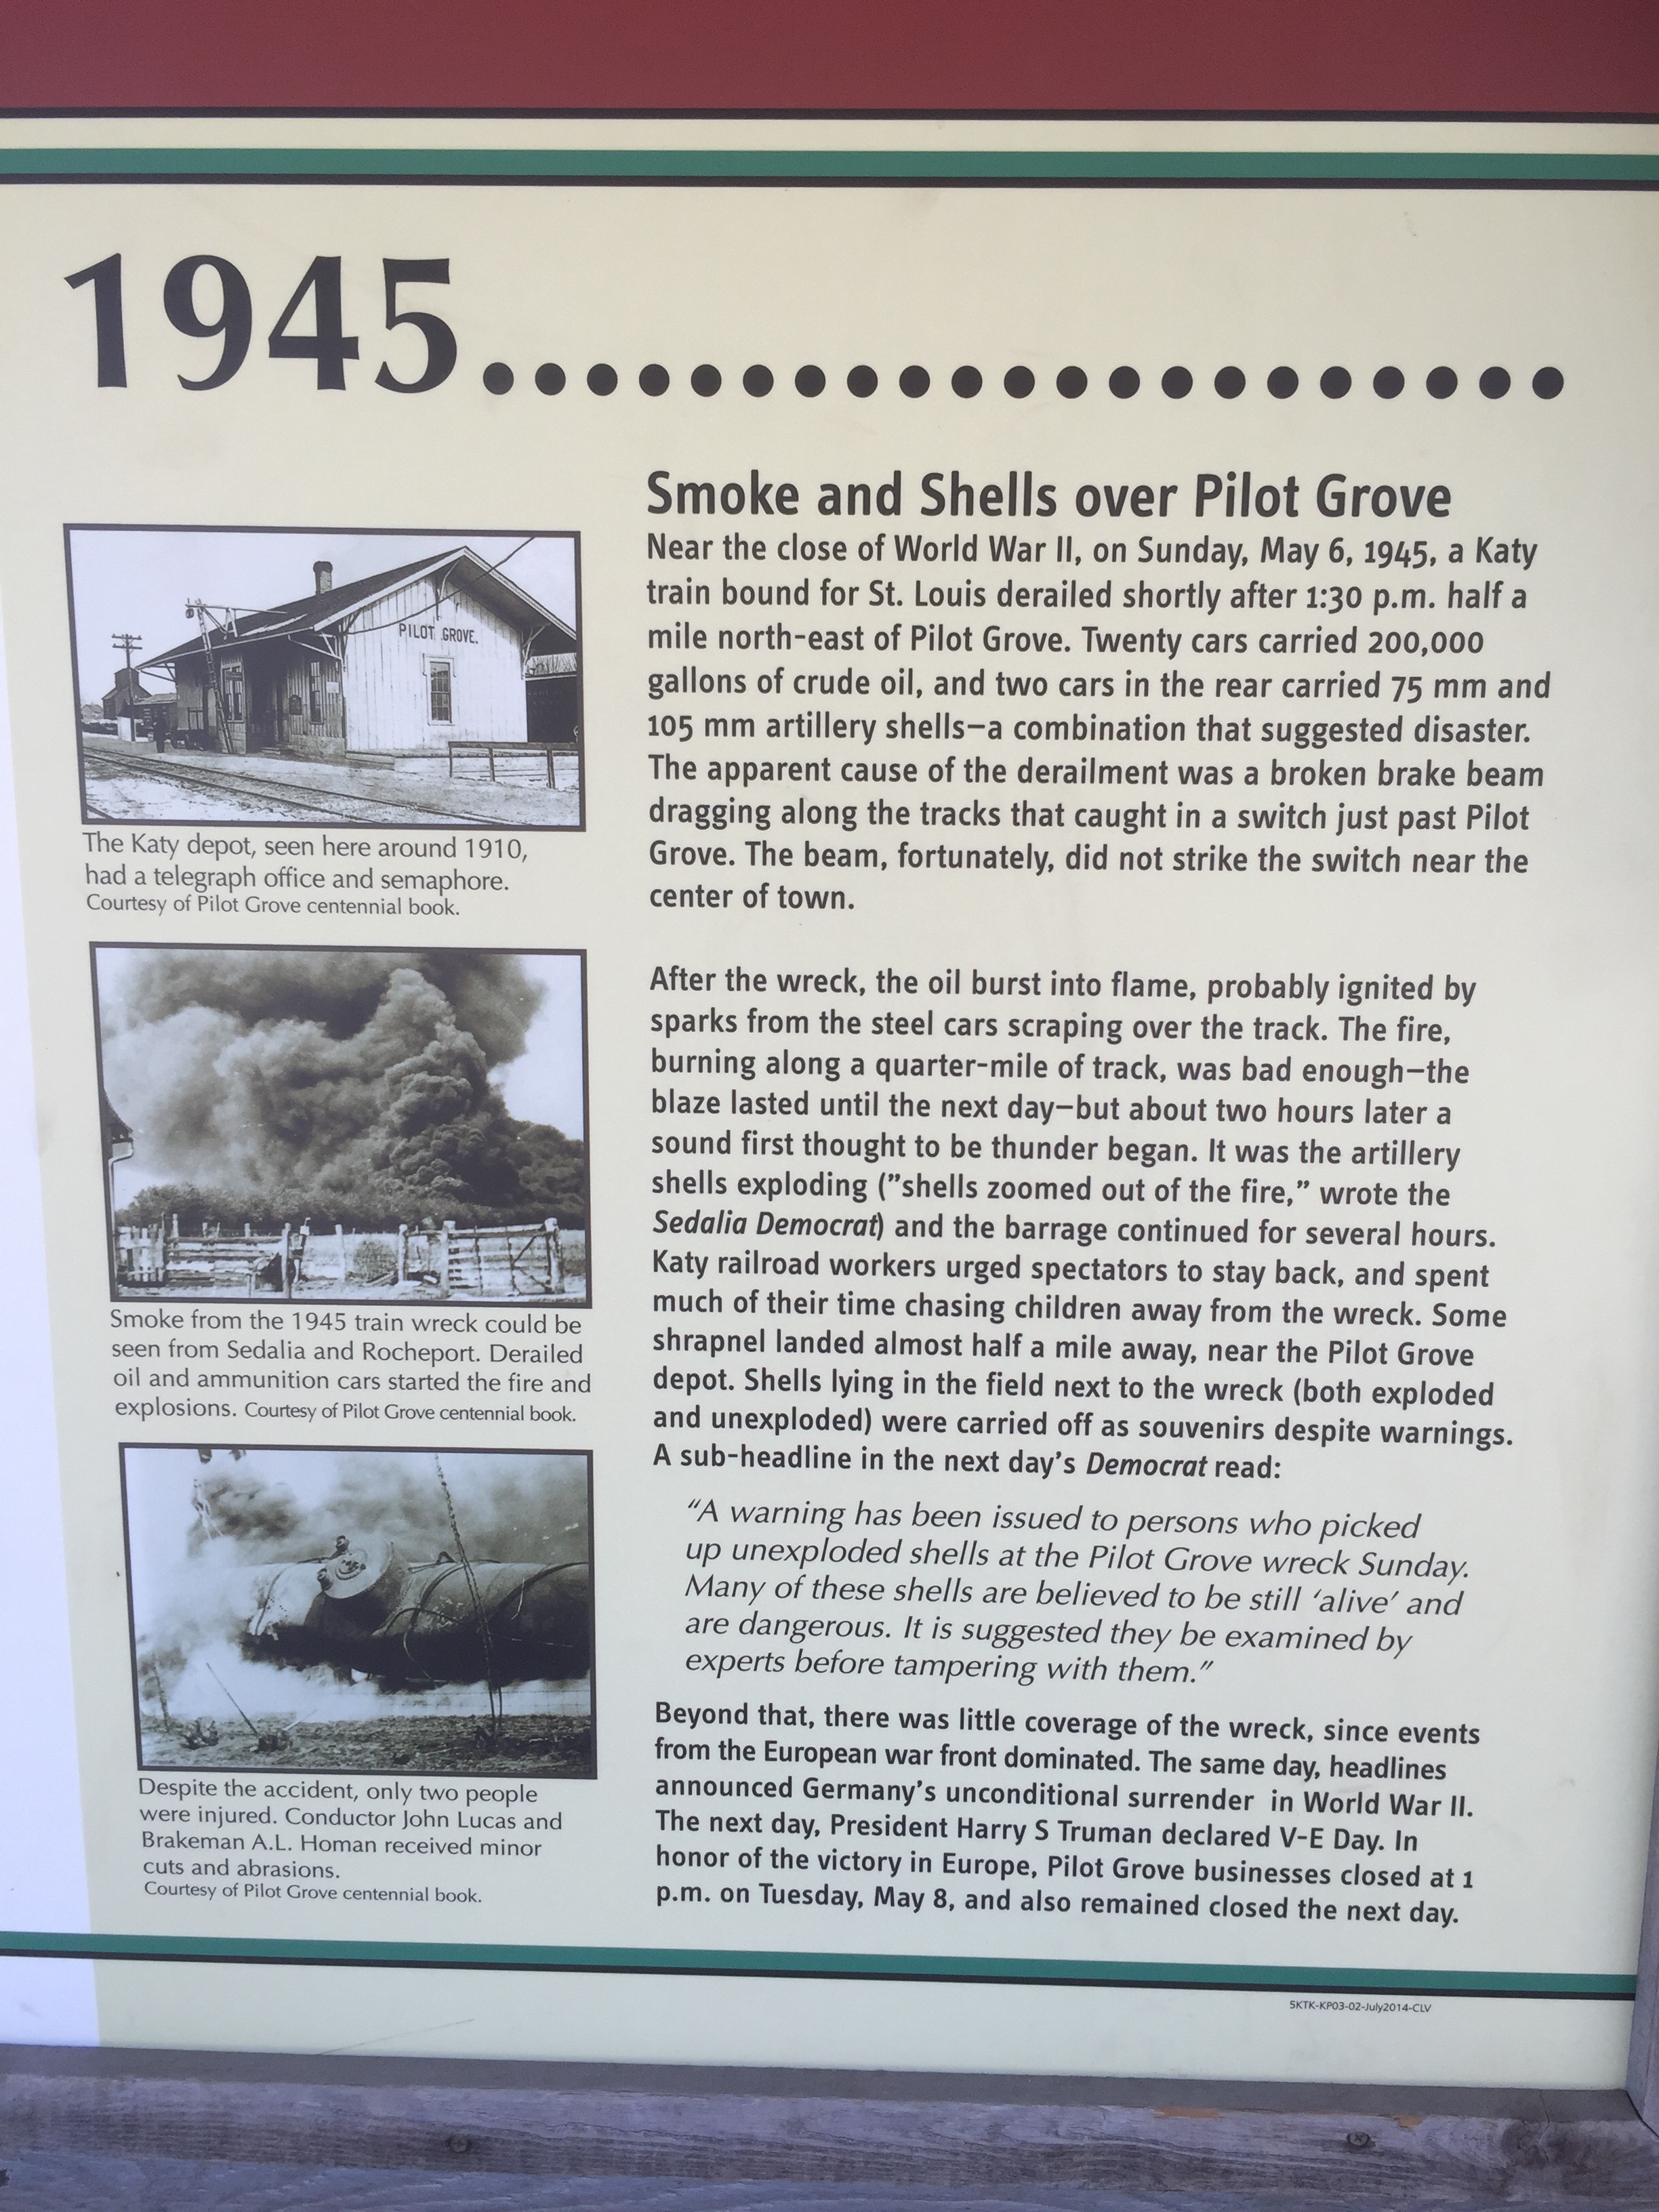 1945....................
PILOT GROVE.
The Katy depot, seen here around 1910,
had a telegraph office and semaphore.
Courtesy of Pilot Grove centennial book.
Smoke from the 1945 train wreck could be
seen from Sedalia and Rocheport. Derailed
oil and ammunition cars started the fire and
explosions. Courtesy of Pilot Grove centennial book.
Despite the accident, only two people
were injured. Conductor John Lucas and
Brakeman A.L. Homan received minor
cuts and abrasions.
Courtesy of Pilot Grove centennial book.
Smoke and Shells over Pilot Grove
Near the close of World War II, on Sunday, May 6, 1945, a Katy
train bound for St. Louis derailed shortly after 1:30 p.m. half a
mile north-east of Pilot Grove. Twenty cars carried 200,000
gallons of crude oil, and two cars in the rear carried 75 mm and
105 mm artillery shells—a combination that suggested disaster.
The apparent cause of the derailment was a broken brake beam
dragging along the tracks that caught in a switch just past Pilot
Grove. The beam, fortunately, did not strike the switch near the
center of town.
After the wreck, the oil burst into flame, probably ignited by
sparks from the steel cars scraping over the track. The fire,
burning along a quarter-mile of track, was bad enough—the
blaze lasted until the next day—but about two hours later a
sound first thought to be thunder began. It was the artillery
shells exploding (”shells zoomed out of the fire,” wrote the
Sedalia Democrat) and the barrage continued for several hours.
Katy railroad workers urged spectators to stay back, and spent
much of their time chasing children away from the wreck. Some
shrapnel landed almost half a mile away, near the Pilot Grove
depot. Shells lying in the field next to the wreck (both exploded
and unexploded) were carried off as souvenirs despite warnings.
A sub-headline in the next day’s Democrat read:
“A warning has been issued to persons who picked
up unexploded shells at the Pilot Grove wreck Sunday.
Many of these shells are believed to be still ‘alive’ and
are dangerous. It is suggested they be examined by
experts before tampering with them.”
Beyond that, there was little coverage of the wreck, since events
from the European war front dominated. The same day, headlines
announced Germany’s unconditional surrender in World War II.
The next day, President Harry S Truman declared V-E Day. In
honor of the victory in Europe, Pilot Grove businesses closed at 1
p.m. on Tuesday, May 8, and also remained closed the next day.
5KTK-KP03-02-July2014-CLV